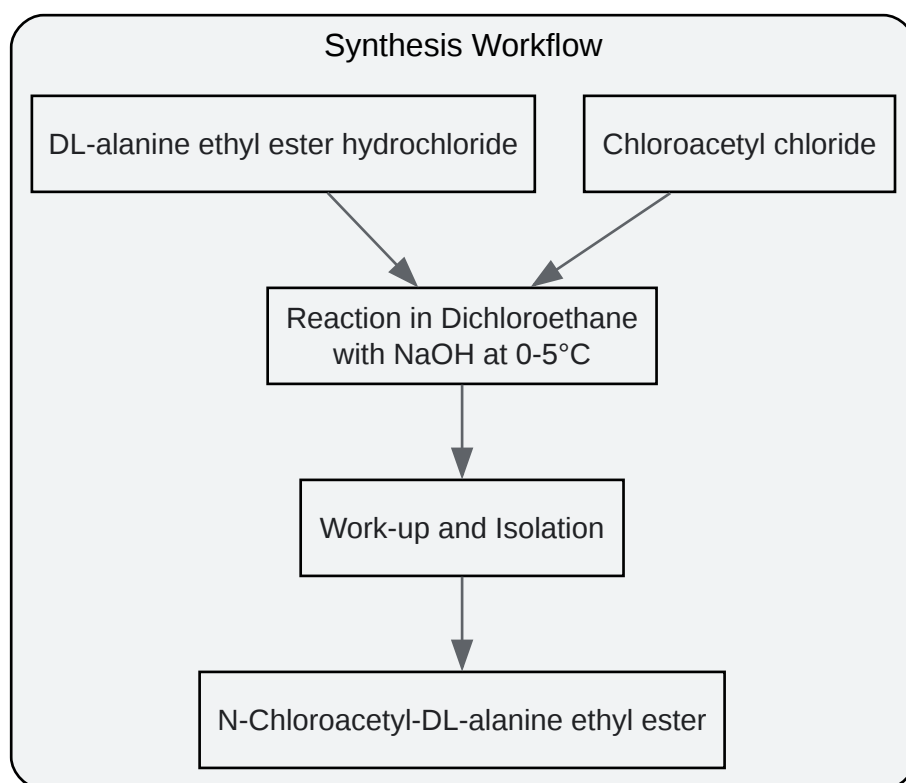 Synthesis Workflow
DL-alanine ethyl ester hydrochloride
Chloroacetyl chloride
Reaction in Dichloroethane
with NaOH at 0-5°C
Work-up and Isolation
N-Chloroacetyl-DL-alanine ethyl ester